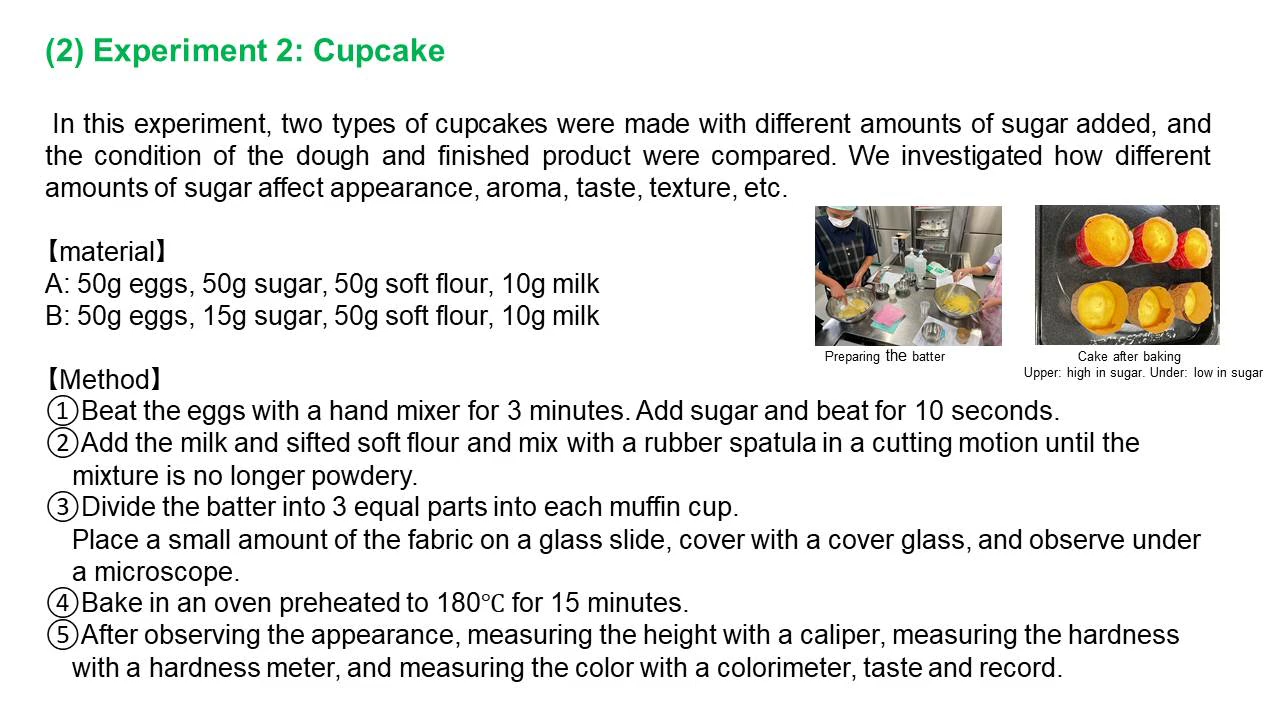 (2) Experiment 2: Cupcake
In this experiment, two types of cupcakes were made with different amounts of sugar added, and
the condition of the dough and finished product were compared. We investigated how different
amounts of sugar affect appearance, aroma, taste, texture, etc.
【material】
A: 50g eggs, 50g sugar, 50g soft flour, 10g milk
B: 50g eggs, 15g sugar, 50g soft flour, 10g milk
Preparing the batter
Cake after baking
Upper: high in sugar. Under: low in sugar
【Method】
①Beat the eggs with a hand mixer for 3 minutes. Add sugar and beat for 10 seconds.
②Add the milk and sifted soft flour and mix with a rubber spatula in a cutting motion until the
mixture is no longer powdery.
③Divide the batter into 3 equal parts into each muffin cup.
Place a small amount of the fabric on a glass slide, cover with a cover glass, and observe under
a microscope.
④Bake in an oven preheated to 180℃ for 15 minutes.
⑤After observing the appearance, measuring the height with a caliper, measuring the hardness
with a hardness meter, and measuring the color with a colorimeter, taste and record.